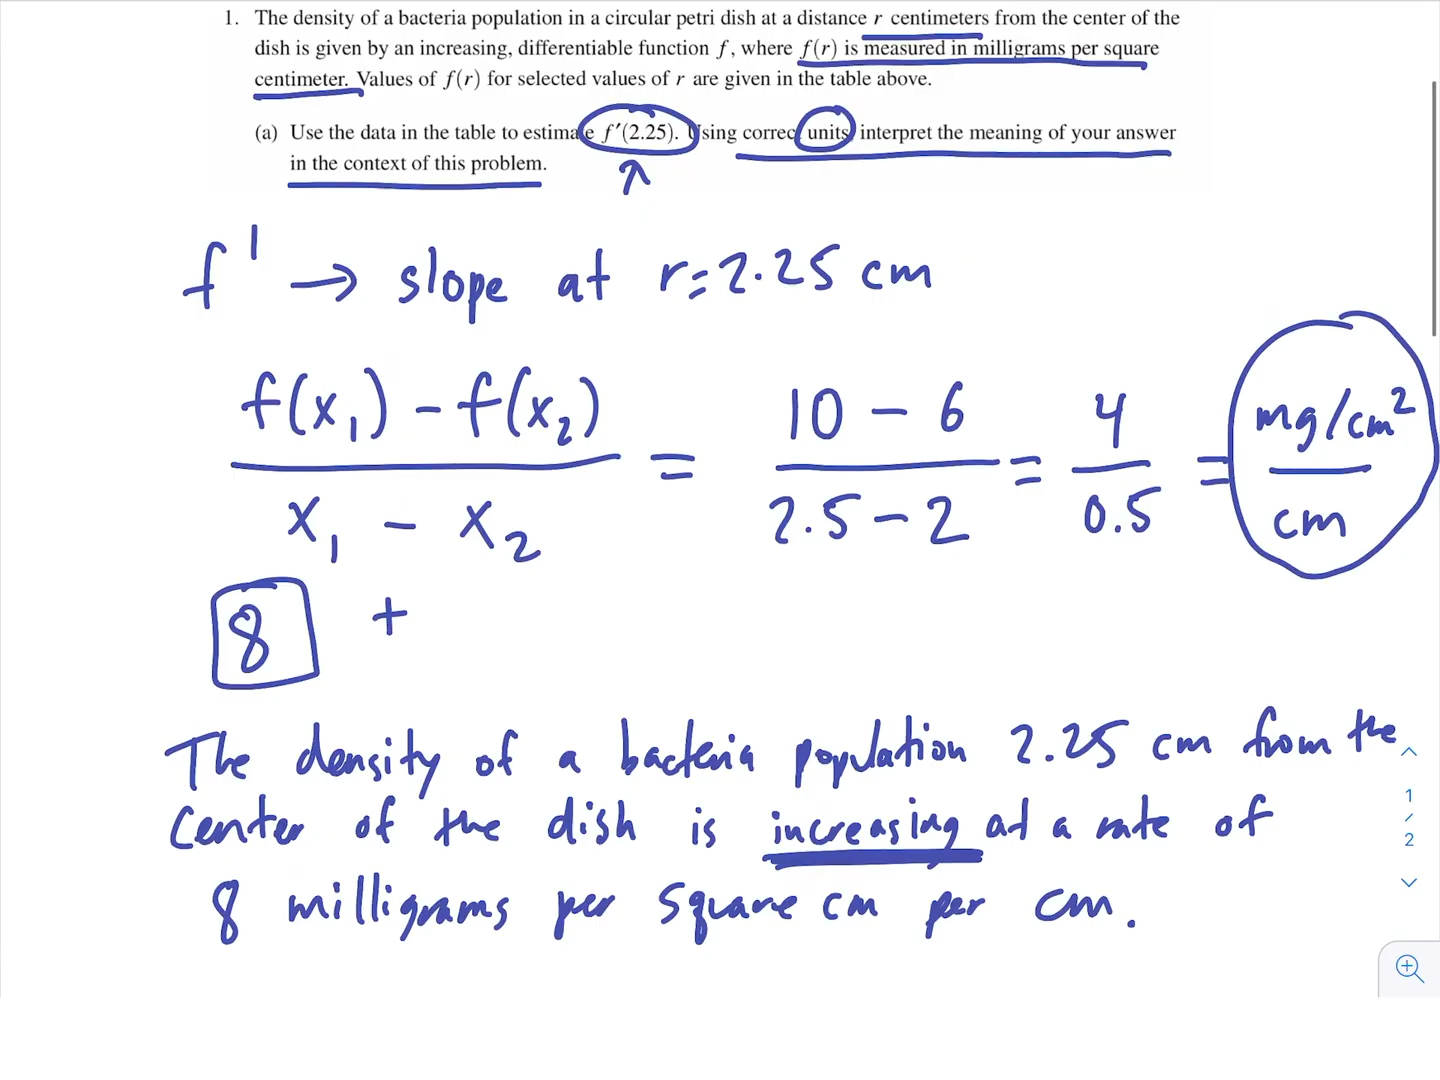 1. The density of a bacteria population in a circular petri dish at a distance r centimeters from the center of the
dish is given by an increasing, differentiable function f, where f(r) is measured in milligrams per square
centimeter. Values of f(r) for selected values of r are given in the table above.
(a) Use the data in the table to estimate f′(2.25). Using correct units, interpret the meaning of your answer
in the context of this problem.
f' → slope at r=2.25 cm
f(x₁) - f(x₂) / x₁ - x₂ = 10 - 6 / 2.5 - 2 = 4 / 0.5 = mg/cm² / cm
8 +
The density of a bacteria population 2.25 cm from the
center of the dish is increasing at a rate of
8 milligrams per square cm per cm.
1
/
2